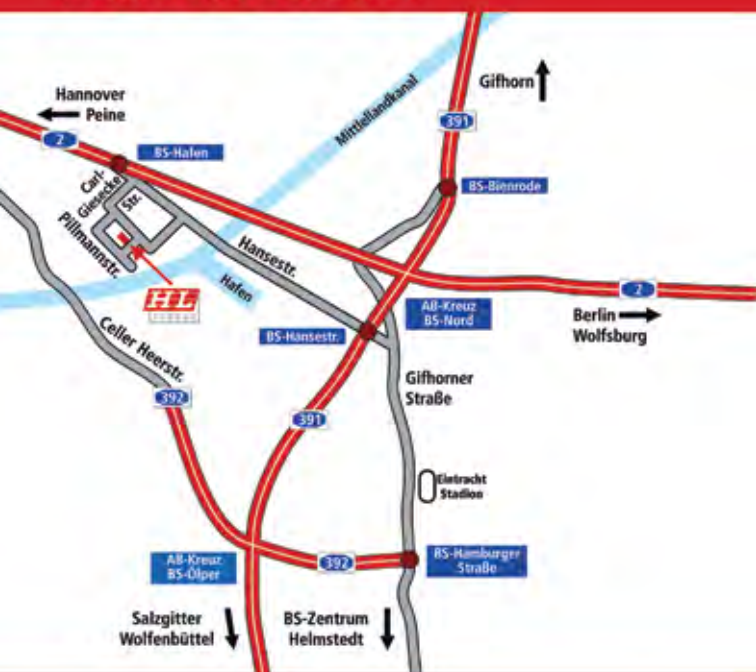 Gifhorn
Hannover
Peine
Mittellandkanal
391
2
BS-Hafen
Carl-
Giesecke
Str.
BS-Bienrode
Pillmannstr.
Hansestr.
Hafen
HL
2
AB-Kreuz
BS-Nord
Berlin
Wolfsburg
BS-Hansestr.
Celler Heerstr.
Gifhorner
Straße
392
391
Eintracht
Stadion
AB-Kreuz
BS-Ölper
392
BS-Hamburger
Straße
Salzgitter
Wolfenbüttel
BS-Zentrum
Helmstedt